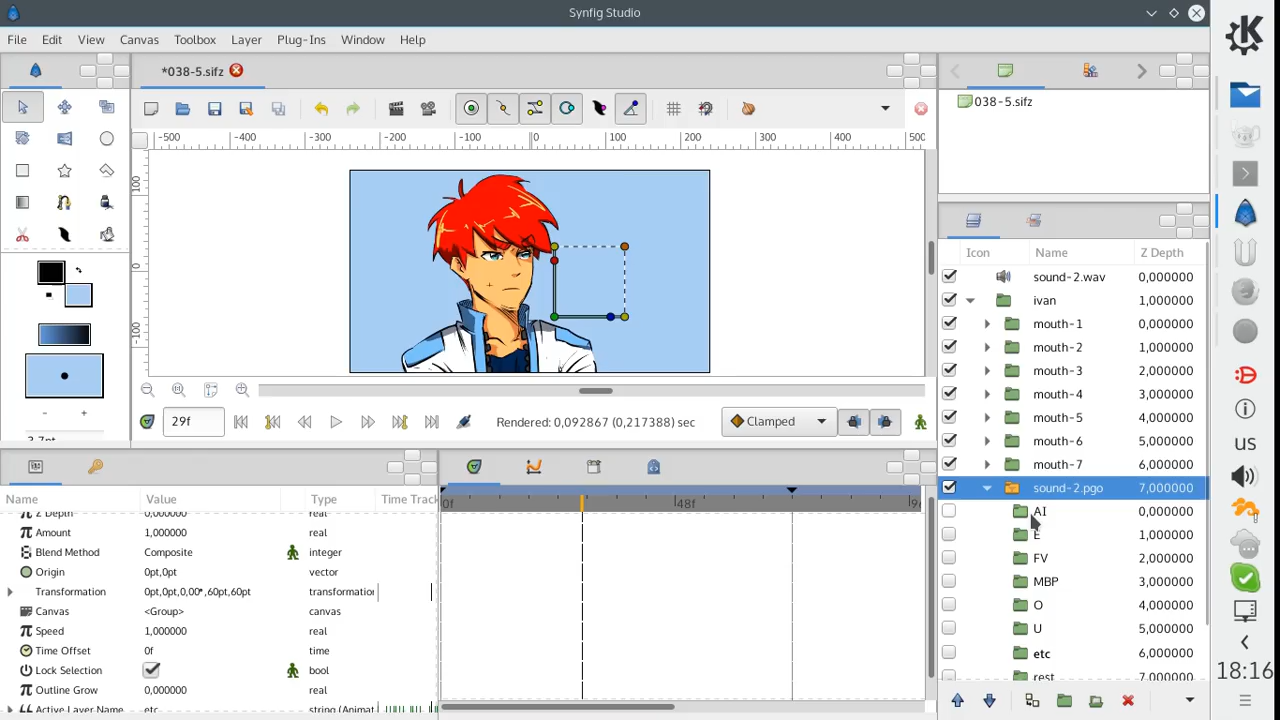 Synfig Studio
File Edit View Canvas Toolbox Layer Plug-Ins Window Help
*038-5.sifz
-500 -400 -300 -200 -100 0 100 200 300 400 500
100
0
-100
038-5.sifz
Icon Name Z Depth
sound-2.wav 0,000000
ivan 1,000000
mouth-1 0,000000
mouth-2 1,000000
mouth-3 2,000000
mouth-4 3,000000
mouth-5 4,000000
mouth-6 5,000000
mouth-7 6,000000
sound-2.pgo 7,000000
AI 0,000000
E 1,000000
FV 2,000000
MBP 3,000000
O 4,000000
U 5,000000
etc 6,000000
rest 7,000000
29f
Rendered: 0,092867 (0,217388) sec
Clamped
3,7pt
Name Value Type Time Track
Z Depth real
Amount 1,000000 real
Blend Method Composite integer
Origin 0pt,0pt vector
Transformation 0pt,0pt,0,00°,60pt,60pt transformation
Canvas <Group> canvas
Speed 1,000000 real
Time Offset 0f time
Lock Selection bool
Outline Grow 0,000000 real
Active Layer Name etc string (Animat
0f 48f 96
us
18:16